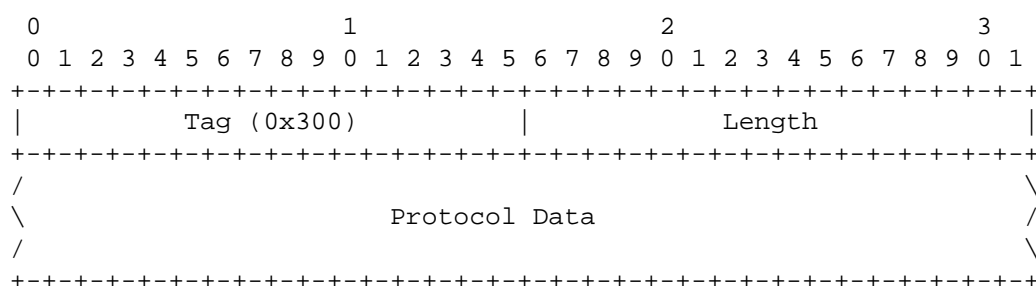 0                   1                   2                   3
 0 1 2 3 4 5 6 7 8 9 0 1 2 3 4 5 6 7 8 9 0 1 2 3 4 5 6 7 8 9 0 1
+-+-+-+-+-+-+-+-+-+-+-+-+-+-+-+-+-+-+-+-+-+-+-+-+-+-+-+-+-+-+-+-+
|          Tag (0x300)          |            Length             |
+-+-+-+-+-+-+-+-+-+-+-+-+-+-+-+-+-+-+-+-+-+-+-+-+-+-+-+-+-+-+-+-+
/                                                               \
\                       Protocol Data                           /
/                                                               \
+-+-+-+-+-+-+-+-+-+-+-+-+-+-+-+-+-+-+-+-+-+-+-+-+-+-+-+-+-+-+-+-+